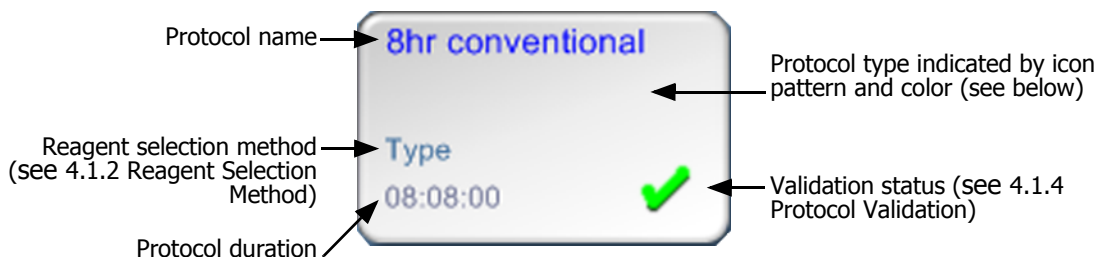 Protocol name
8hr conventional
Protocol type indicated by icon
pattern and color (see below)
Reagent selection method
(see 4.1.2 Reagent Selection
Method)
Type
08:08:00
Validation status (see 4.1.4
Protocol Validation)
Protocol duration